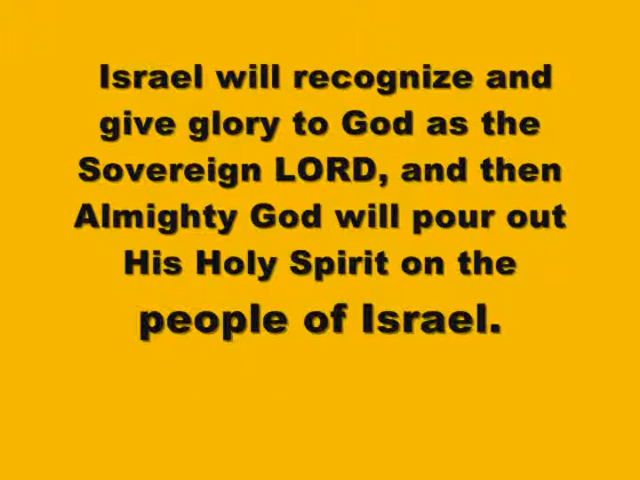 Israel will recognize and
give glory to God as the
Sovereign LORD, and then
Almighty God will pour out
His Holy Spirit on the
people of Israel.